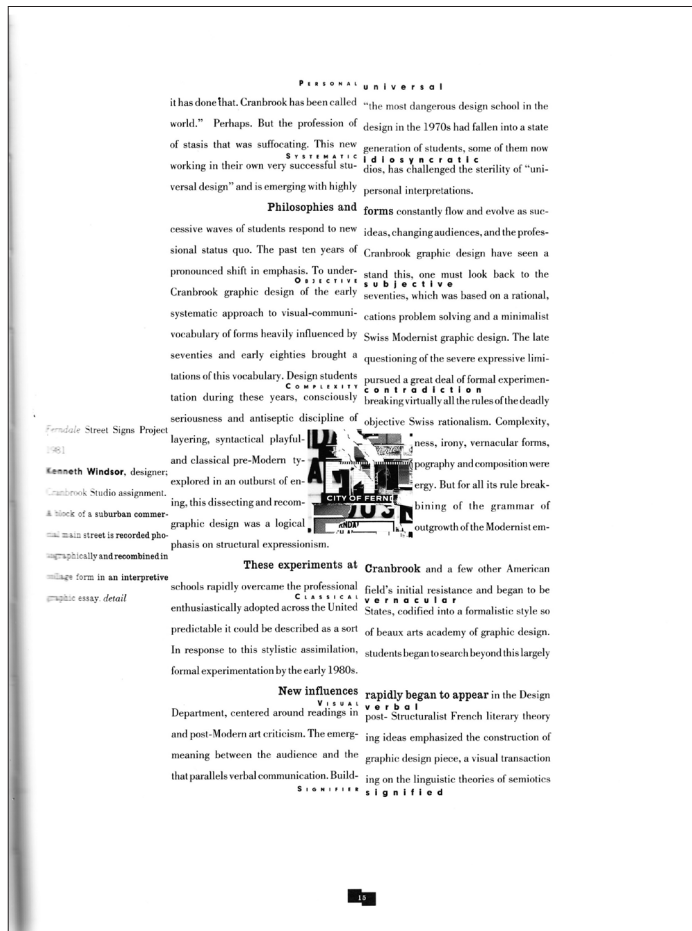 PERSONAL universal
it has done that. Cranbrook has been called "the most dangerous design school in the
world." Perhaps. But the profession of design in the 1970s had fallen into a state
of stasis that was suffocating. This new generation of students, some of them now
SYSTEMATIC idiosyncratic
working in their own very successful stu- dios, has challenged the sterility of "uni-
versal design" and is emerging with highly personal interpretations.
Philosophies and forms constantly flow and evolve as suc-
cessive waves of students respond to new ideas, changing audiences, and the profes-
sional status quo. The past ten years of Cranbrook graphic design have seen a
pronounced shift in emphasis. To under- stand this, one must look back to the
OBJECTIVE subjective
Cranbrook graphic design of the early seventies, which was based on a rational,
systematic approach to visual-communi- cations problem solving and a minimalist
vocabulary of forms heavily influenced by Swiss Modernist graphic design. The late
seventies and early eighties brought a questioning of the severe expressive limi-
tations of this vocabulary. Design students pursued a great deal of formal experimen-
COMPLEXITY contradiction
tation during these years, consciously breaking virtually all the rules of the deadly
seriousness and antiseptic discipline of objective Swiss rationalism. Complexity,
layering, syntactical playful- ness, irony, vernacular forms,
and classical pre-Modern ty- pography and composition were
explored in an outburst of en- ergy. But for all its rule break-
ing, this dissecting and recom- bining of the grammar of
graphic design was a logical outgrowth of the Modernist em-
phasis on structural expressionism.
CITY OF FERND
Ferndale Street Signs Project
1981
Kenneth Windsor, designer;
Cranbrook Studio assignment.
A block of a suburban commer-
cial main street is recorded pho-
tographically and recombined in
collage form in an interpretive
graphic essay. detail
These experiments at Cranbrook and a few other American
schools rapidly overcame the professional field's initial resistance and began to be
CLASSICAL vernacular
enthusiastically adopted across the United States, codified into a formalistic style so
predictable it could be described as a sort of beaux arts academy of graphic design.
In response to this stylistic assimilation, students began to search beyond this largely
formal experimentation by the early 1980s.
New influences rapidly began to appear in the Design
VISUAL verbal
Department, centered around readings in post- Structuralist French literary theory
and post-Modern art criticism. The emerg- ing ideas emphasized the construction of
meaning between the audience and the graphic design piece, a visual transaction
that parallels verbal communication. Build- ing on the linguistic theories of semiotics
SIGNIFIER signified
15